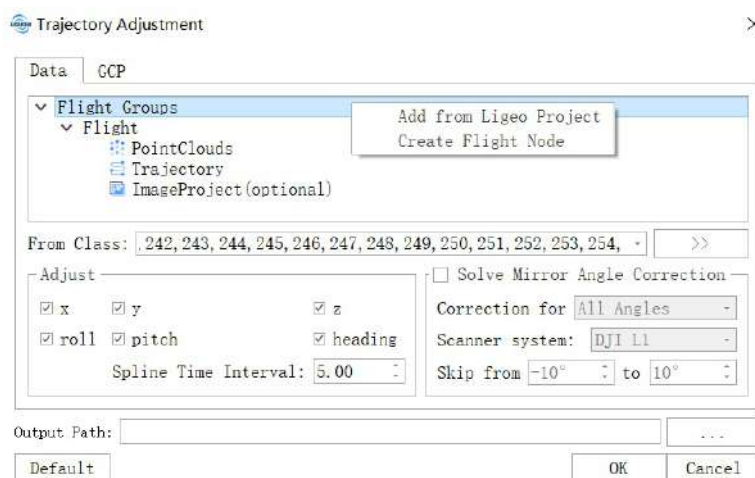 Trajectory Adjustment
Data GCP
Flight Groups
Add from Ligeo Project
Create Flight Node
Flight
PointClouds
Trajectory
ImageProject(optional)
From Class: , 242, 243, 244, 245, 246, 247, 248, 249, 250, 251, 252, 253, 254, >>
Adjust
x y z
roll pitch heading
Spline Time Interval: 5.00
Solve Mirror Angle Correction
Correction for All Angles
Scanner system: DJI L1
Skip from -10° to 10°
Output Path: ...
Default OK Cancel